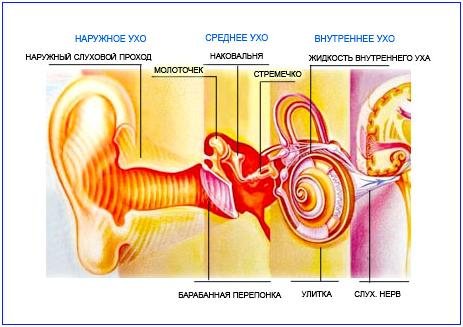 НАРУЖНОЕ УХО
СРЕДНЕЕ УХО
ВНУТРЕННЕЕ УХО
НАРУЖНЫЙ СЛУХОВОЙ ПРОХОД
НАКОВАЛЬНЯ
ЖИДКОСТЬ ВНУТРЕННЕГО УХА
МОЛОТОЧЕК
СТРЕМЕЧКО
БАРАБАННАЯ ПЕРЕПОНКА
УЛИТКА
СЛУХ. НЕРВ